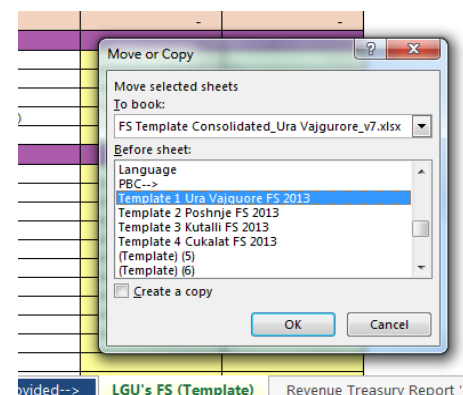 -    -
Move or Copy
?
Move selected sheets
To book:
FS Template Consolidated_Ura Vajgurore_v7.xlsx
Before sheet:
Language
PBC-->
Template 1 Ura Vajquore FS 2013
Template 2 Poshnje FS 2013
Template 3 Kutalli FS 2013
Template 4 Cukalat FS 2013
(Template) (5)
(Template) (6)
)
Create a copy
OK    Cancel
ovided-->    LGU's FS (Template)    Revenue Treasury Report '